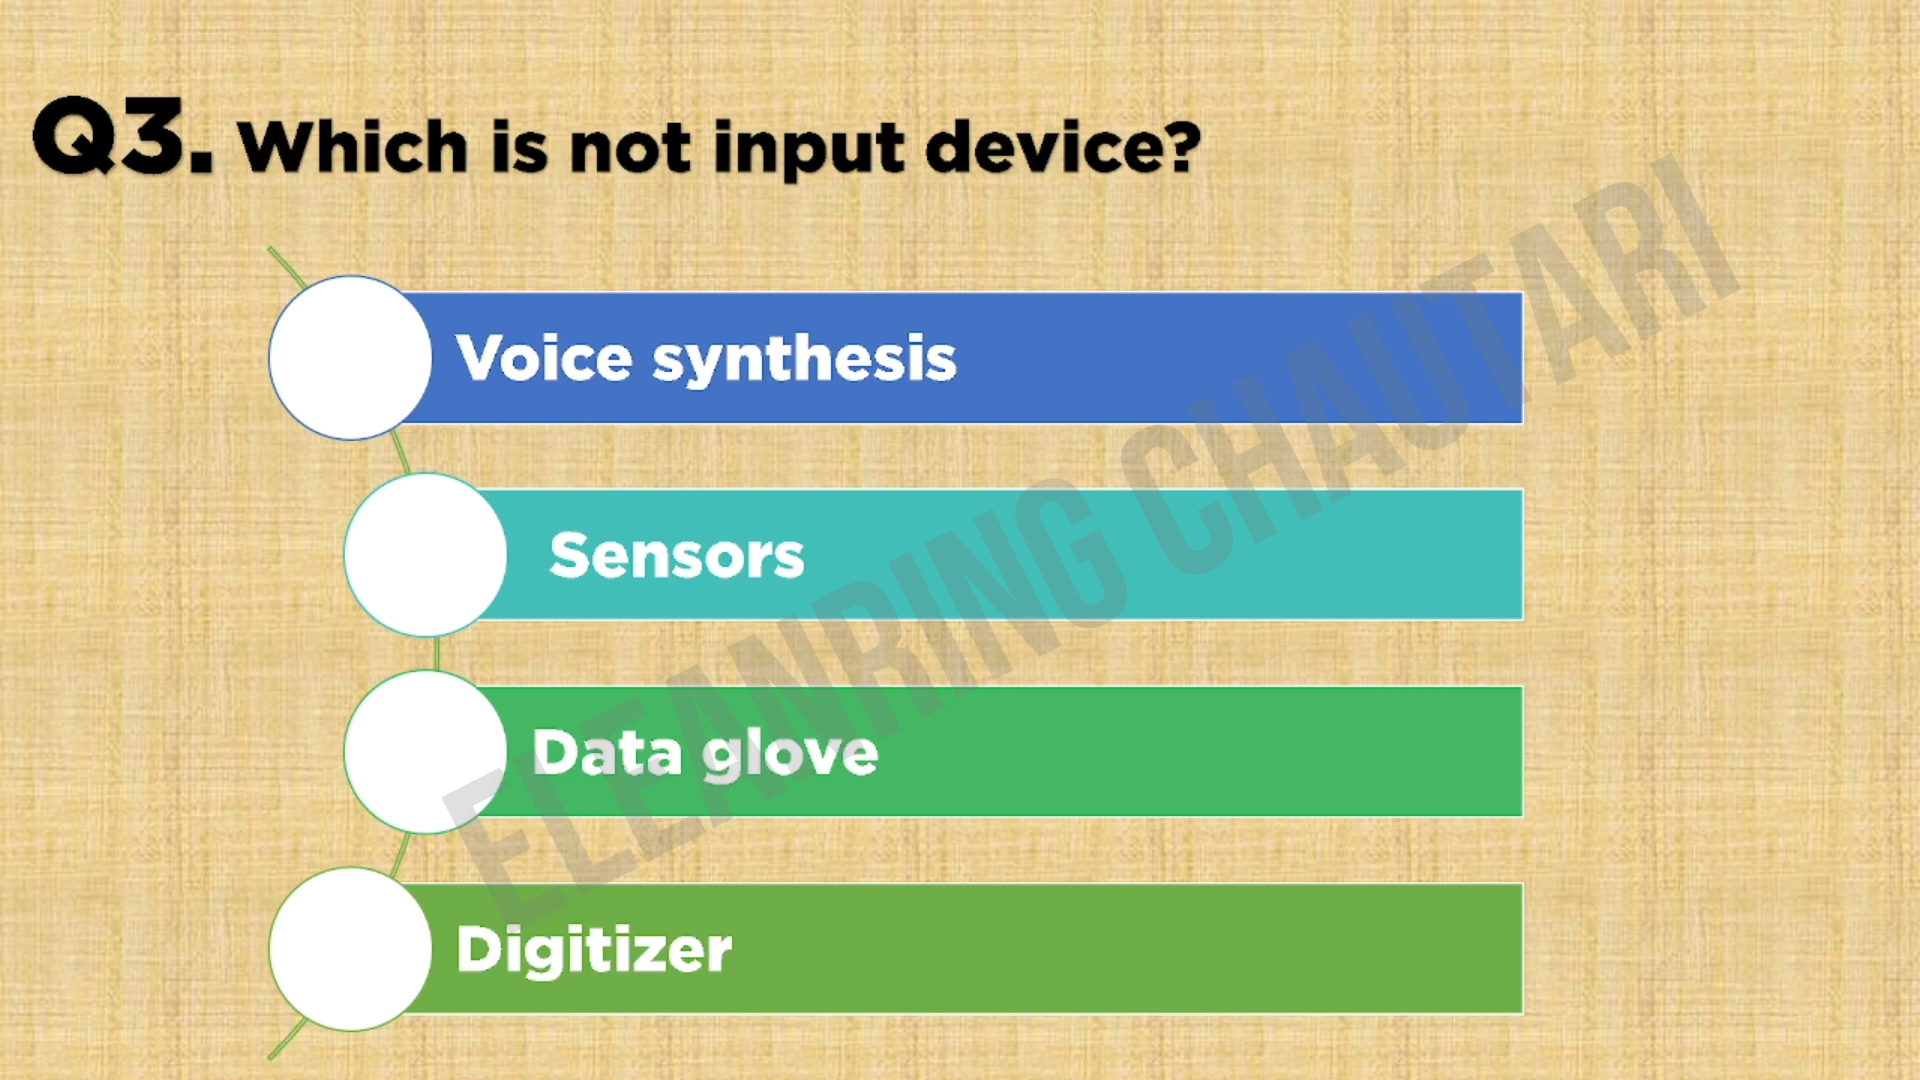 Q3. Which is not input device?
Voice synthesis
Sensors
Data glove
Digitizer
ELEANRING CHAUTARI